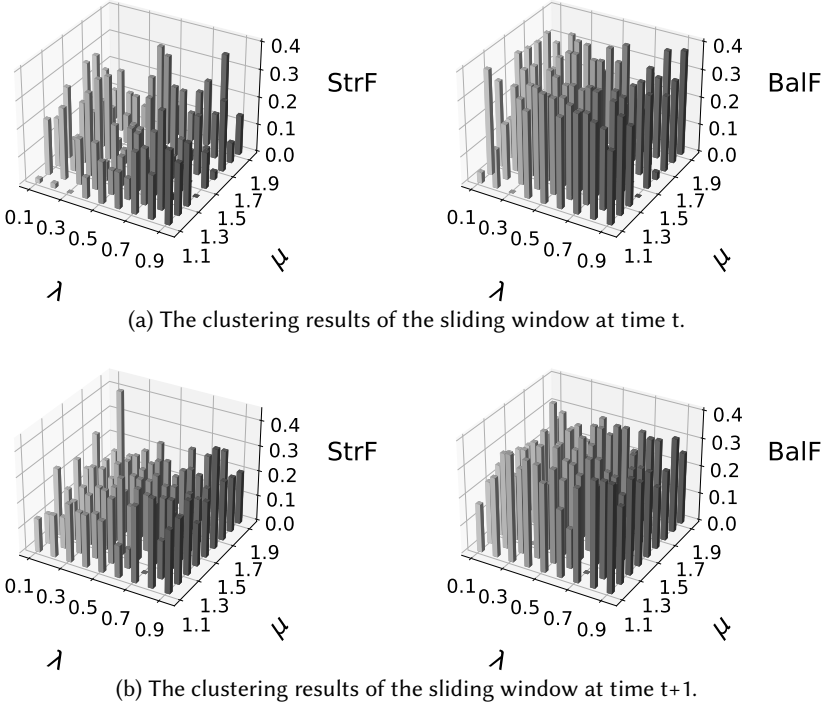 0.4
0.3
0.2
0.1
0.0
StrF
0.1 0.3 0.5 0.7 0.9
1.1 1.3 1.5 1.7 1.9
λ
μ
0.4
0.3
0.2
0.1
0.0
BalF
0.1 0.3 0.5 0.7 0.9
1.1 1.3 1.5 1.7 1.9
λ
μ
(a) The clustering results of the sliding window at time t.
0.4
0.3
0.2
0.1
0.0
StrF
0.1 0.3 0.5 0.7 0.9
1.1 1.3 1.5 1.7 1.9
λ
μ
0.4
0.3
0.2
0.1
0.0
BalF
0.1 0.3 0.5 0.7 0.9
1.1 1.3 1.5 1.7 1.9
λ
μ
(b) The clustering results of the sliding window at time t+1.